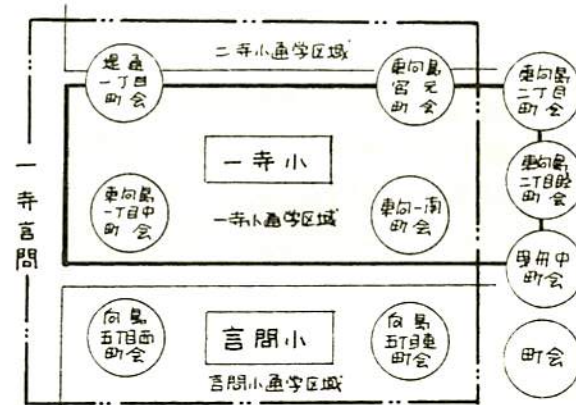 二寺小通学区域
堤通
一丁目
町会
東向島
宮元
町会
東向島
二丁目
町会
一寺言問
一寺小
東向島
一丁目中
町会
一寺小通学区域
東向一南
町会
東向島
二丁目睦
町会
曳舟中
町会
向島
五丁目西
町会
言問小
向島
五丁目東
町会
町会
言問小通学区域